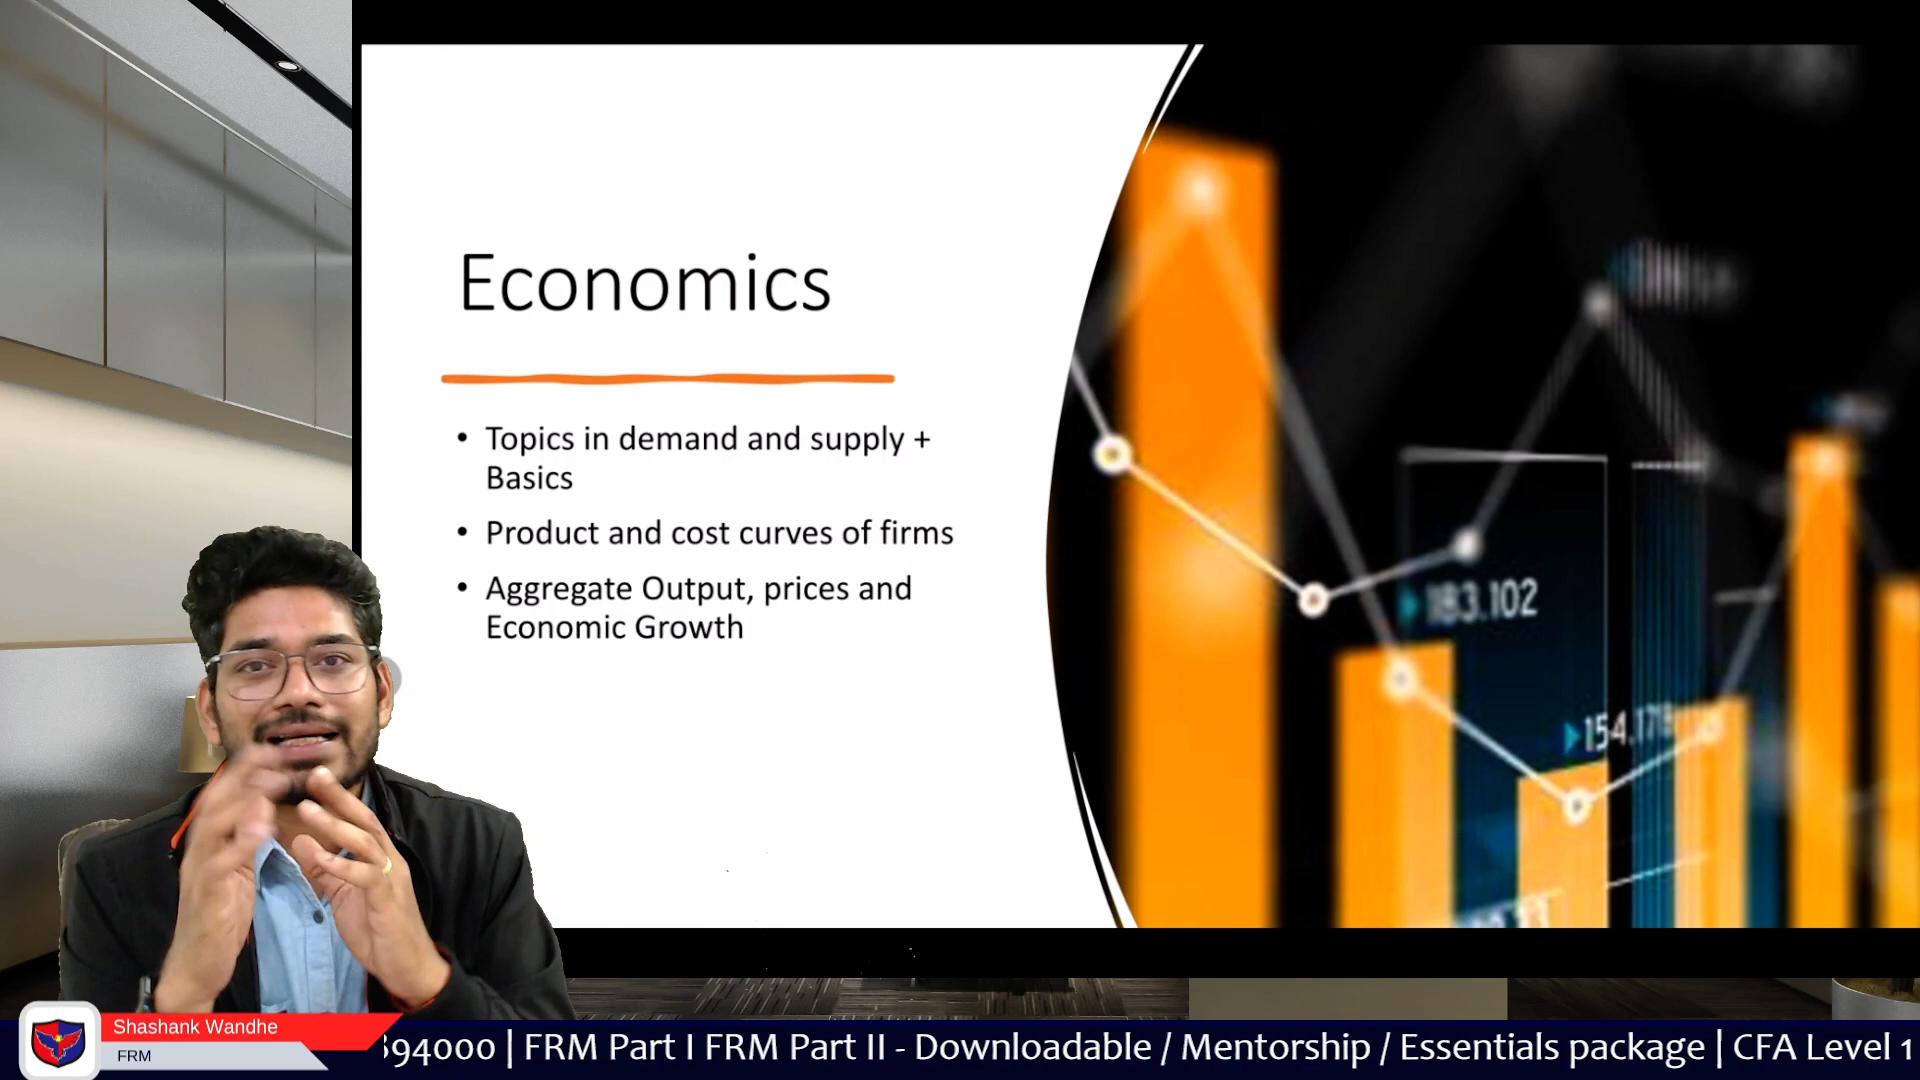 Economics
• Topics in demand and supply +
Basics
• Product and cost curves of firms
• Aggregate Output, prices and
Economic Growth
183.102
Shashank Wandhe
FRM
94000 | FRM Part I FRM Part II - Downloadable / Mentorship / Essentials package | CFA Level 1